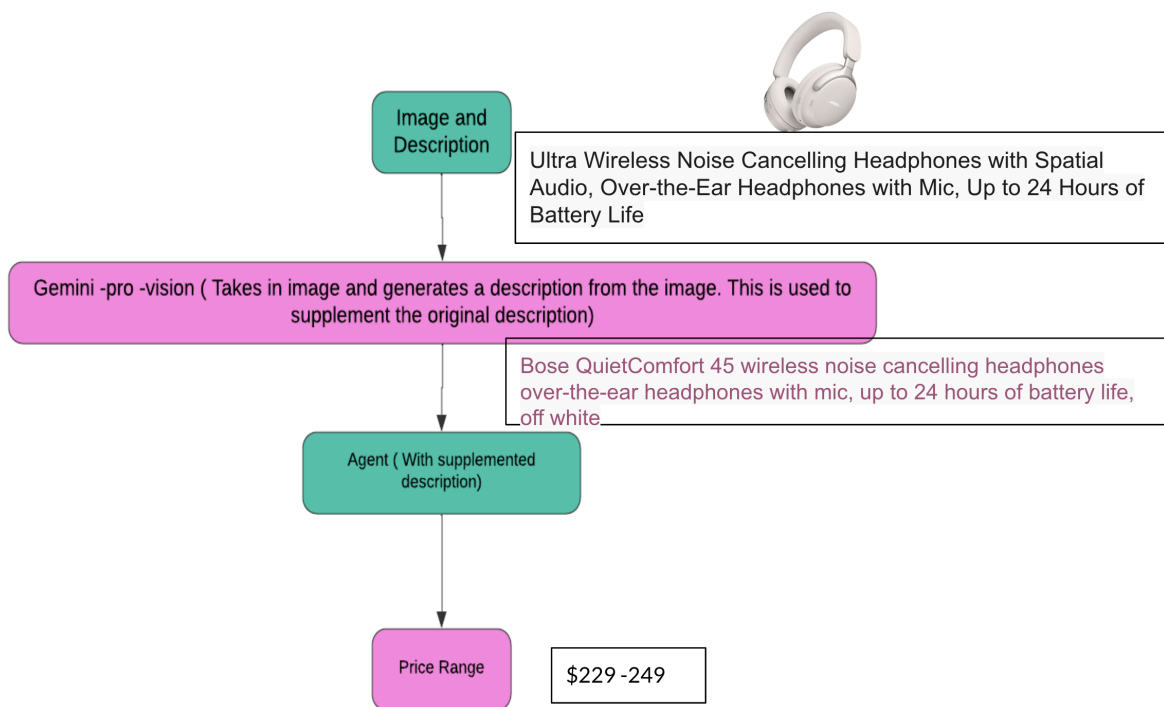 Image and
Description
Ultra Wireless Noise Cancelling Headphones with Spatial
Audio, Over-the-Ear Headphones with Mic, Up to 24 Hours of
Battery Life
Gemini -pro -vision ( Takes in image and generates a description from the image. This is used to
supplement the original description)
Bose QuietComfort 45 wireless noise cancelling headphones
over-the-ear headphones with mic, up to 24 hours of battery life,
off white
Agent ( With supplemented
description)
Price Range
$229 -249